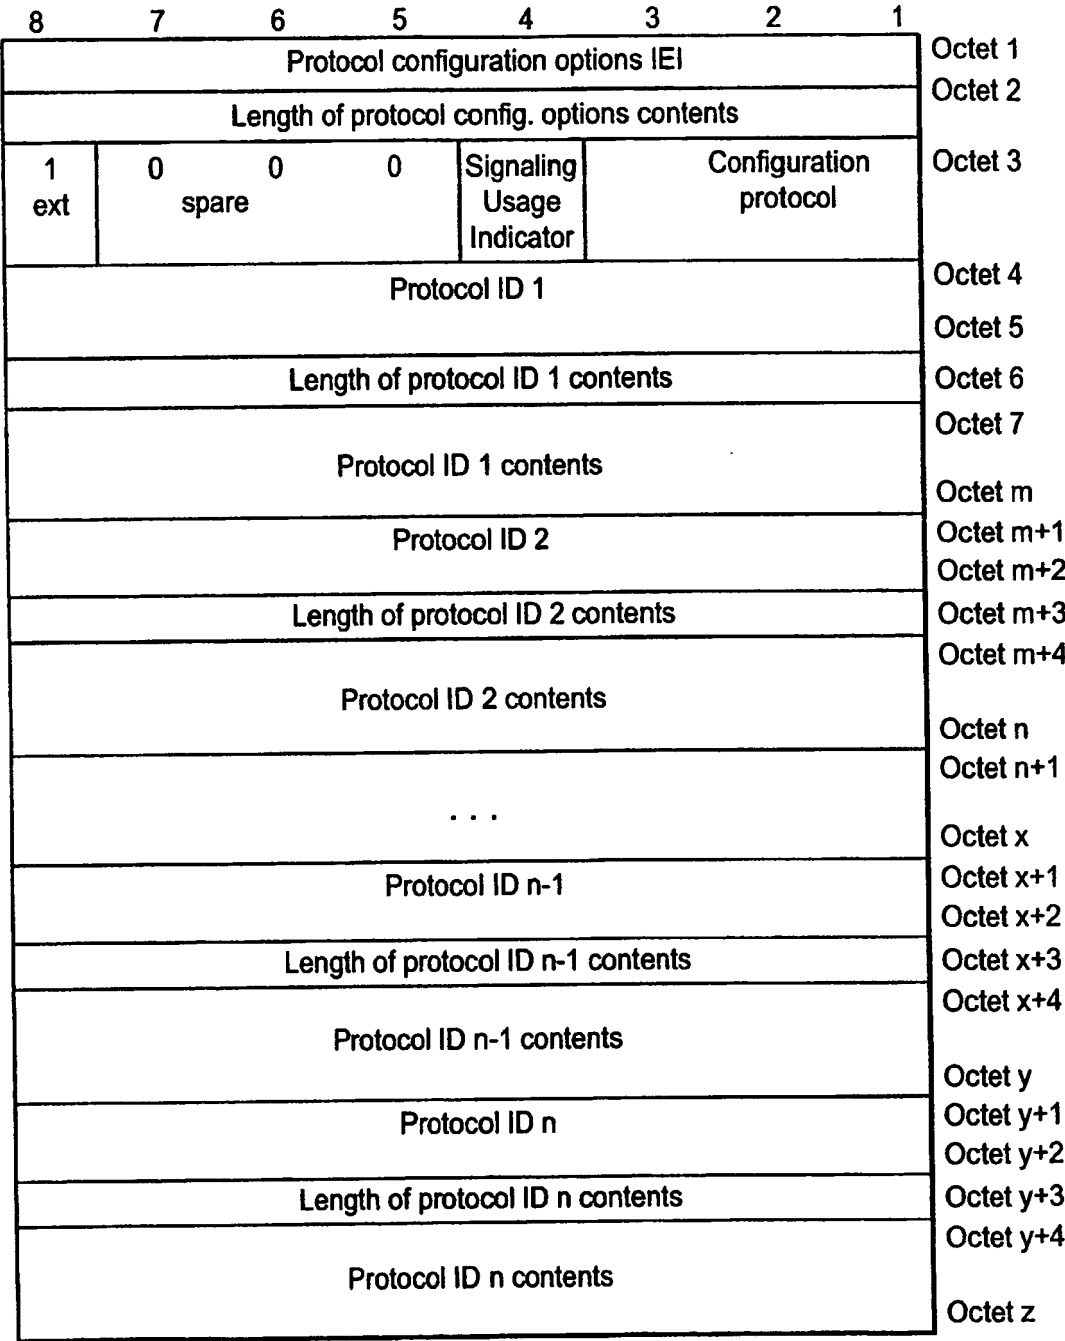 8 7 6 5 4 3 2 1
Protocol configuration options IEI Octet 1
Length of protocol config. options contents Octet 2
1 0 0 0 Signaling Configuration Octet 3
ext spare Usage protocol
Indicator
Protocol ID 1 Octet 4
Octet 5
Length of protocol ID 1 contents Octet 6
Octet 7
Protocol ID 1 contents
Octet m
Protocol ID 2 Octet m+1
Octet m+2
Length of protocol ID 2 contents Octet m+3
Octet m+4
Protocol ID 2 contents
Octet n
Octet n+1
. . .
Octet x
Protocol ID n-1 Octet x+1
Octet x+2
Length of protocol ID n-1 contents Octet x+3
Octet x+4
Protocol ID n-1 contents
Octet y
Protocol ID n Octet y+1
Octet y+2
Length of protocol ID n contents Octet y+3
Octet y+4
Protocol ID n contents
Octet z